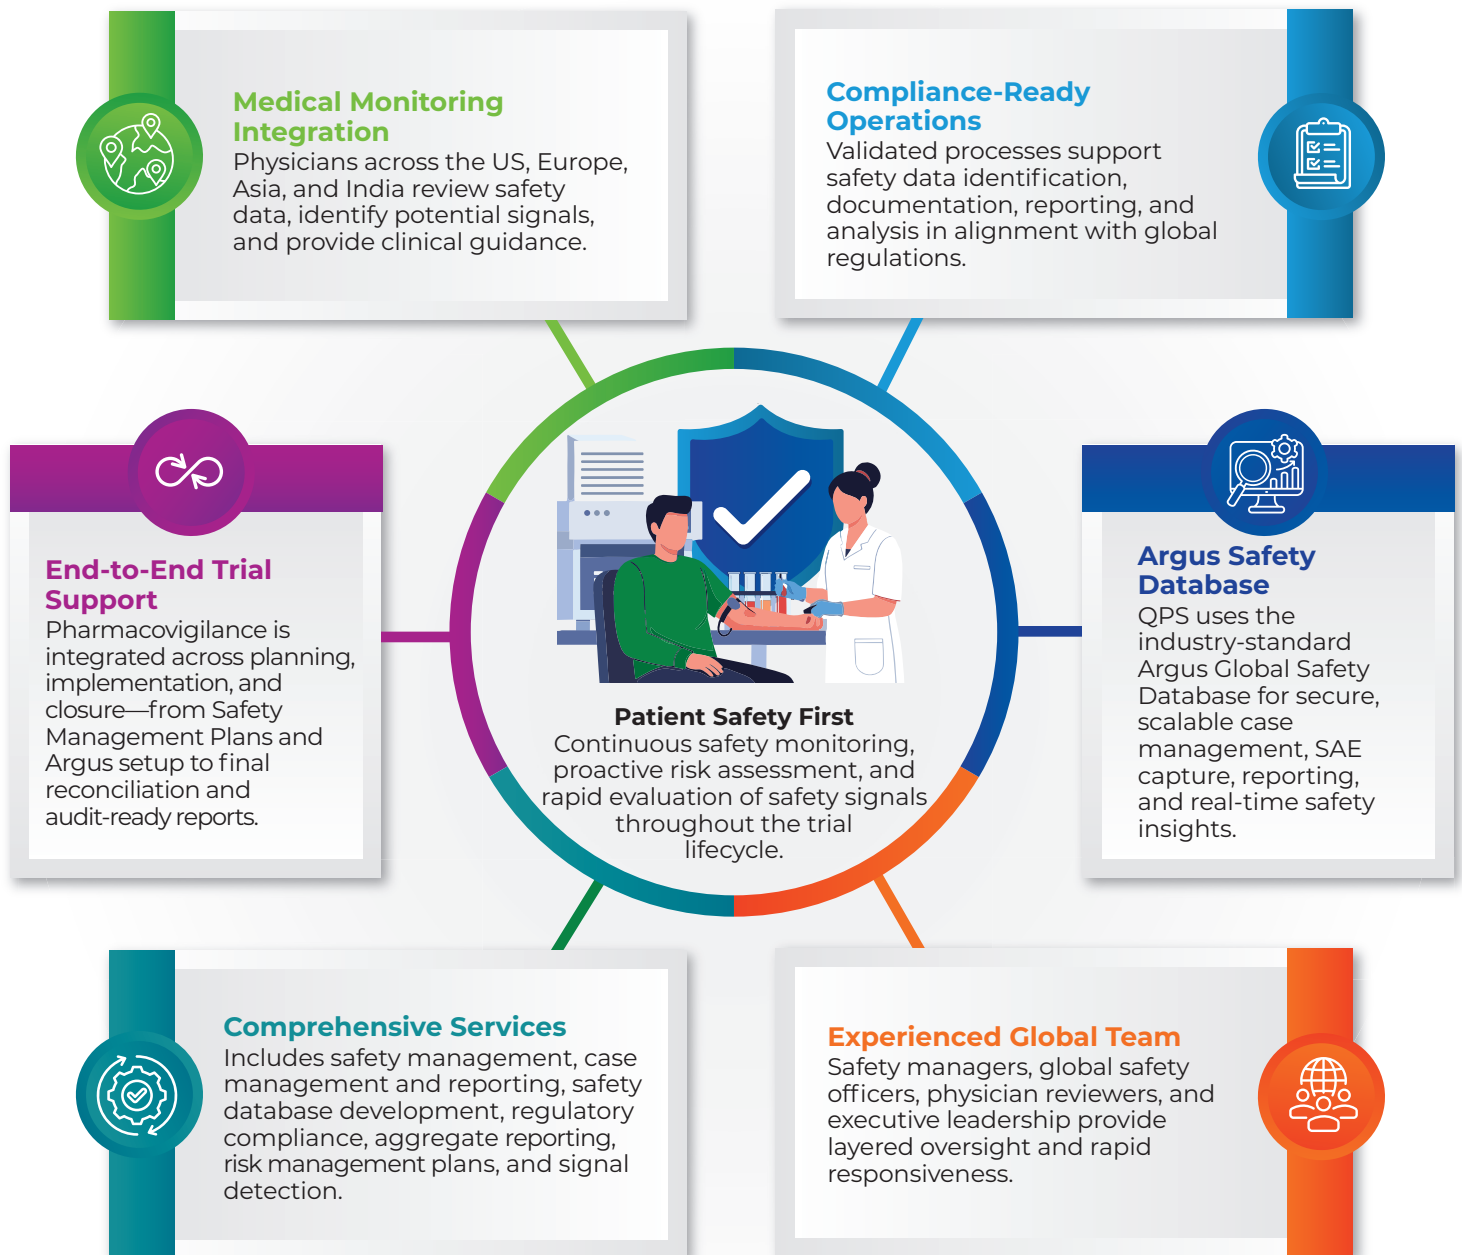 Medical Monitoring
Integration
Physicians across the US, Europe,
Asia, and India review safety
data, identify potential signals,
and provide clinical guidance.
Compliance-Ready
Operations
Validated processes support
safety data identification,
documentation, reporting, and
analysis in alignment with global
regulations.
End-to-End Trial
Support
Pharmacovigilance is
integrated across planning,
implementation, and
closure—from Safety
Management Plans and
Argus setup to final
reconciliation and
audit-ready reports.
Patient Safety First
Continuous safety monitoring,
proactive risk assessment, and
rapid evaluation of safety signals
throughout the trial
lifecycle.
Argus Safety
Database
QPS uses the
industry-standard
Argus Global Safety
Database for secure,
scalable case
management, SAE
capture, reporting,
and real-time safety
insights.
Comprehensive Services
Includes safety management, case
management and reporting, safety
database development, regulatory
compliance, aggregate reporting,
risk management plans, and signal
detection.
Experienced Global Team
Safety managers, global safety
officers, physician reviewers, and
executive leadership provide
layered oversight and rapid
responsiveness.